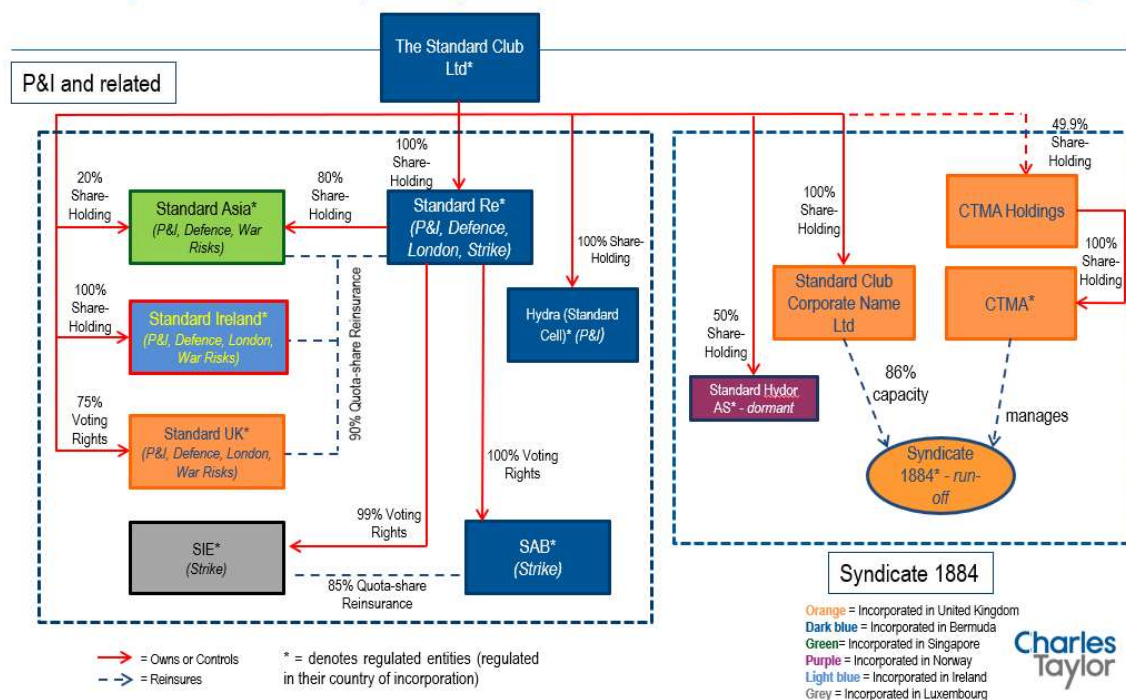 The Standard Club
Ltd*
P&I and related
20%
Share-
Holding
80%
Share-
Holding
100%
Share-
Holding
Standard Asia*
(P&I, Defence, War
Risks)
Standard Re*
(P&I, Defence,
London, Strike)
100%
Share-
Holding
Standard Ireland*
(P&I, Defence, London,
War Risks)
90% Quota-share Reinsurance
75%
Voting
Rights
Standard UK*
(P&I, Defence, London,
War Risks)
100% Share-
Holding
Hydra (Standard
Cell)* (P&I)
100% Voting
Rights
99% Voting
Rights
SIE*
(Strike)
85% Quota-share
Reinsurance
SAB*
(Strike)
50%
Share-
Holding
Standard Hydor
AS* - dormant
100%
Share-
Holding
Standard Club
Corporate Name
Ltd
49.9%
Share-
Holding
CTMA Holdings
100%
Share-
Holding
CTMA*
86%
capacity
manages
Syndicate
1884* - run-
off
Syndicate 1884
= Owns or Controls
= Reinsures
* = denotes regulated entities (regulated
in their country of incorporation)
Orange = Incorporated in United Kingdom
Dark blue = Incorporated in Bermuda
Green= Incorporated in Singapore
Purple = Incorporated in Norway
Light blue = Incorporated in Ireland
Grey = Incorporated in Luxembourg
Charles
Taylor